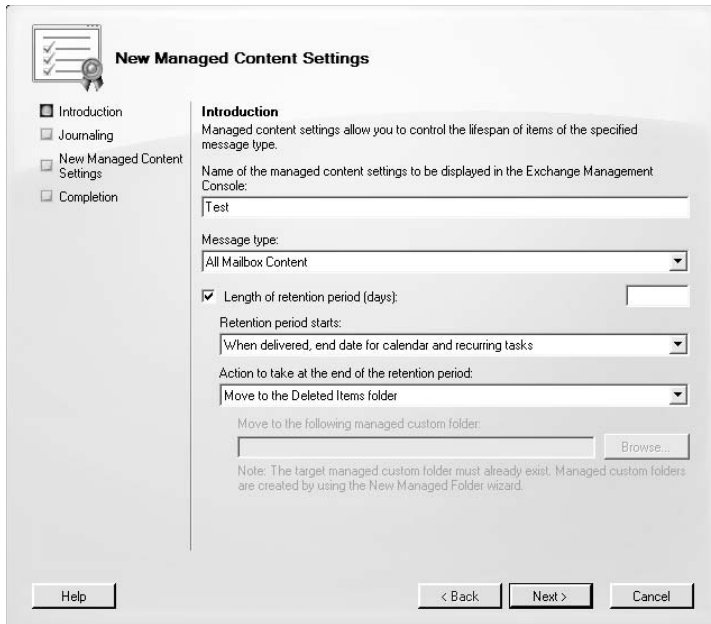 New Managed Content Settings
Introduction
Journaling
New Managed Content
Settings
Completion
Introduction
Managed content settings allow you to control the lifespan of items of the specified
message type.
Name of the managed content settings to be displayed in the Exchange Management
Console:
Test
Message type:
All Mailbox Content
Length of retention period (days):
Retention period starts:
When delivered, end date for calendar and recurring tasks
Action to take at the end of the retention period:
Move to the Deleted Items folder
Move to the following managed custom folder:
Browse...
Note: The target managed custom folder must already exist. Managed custom folders
are created by using the New Managed Folder wizard.
Help
< Back
Next >
Cancel